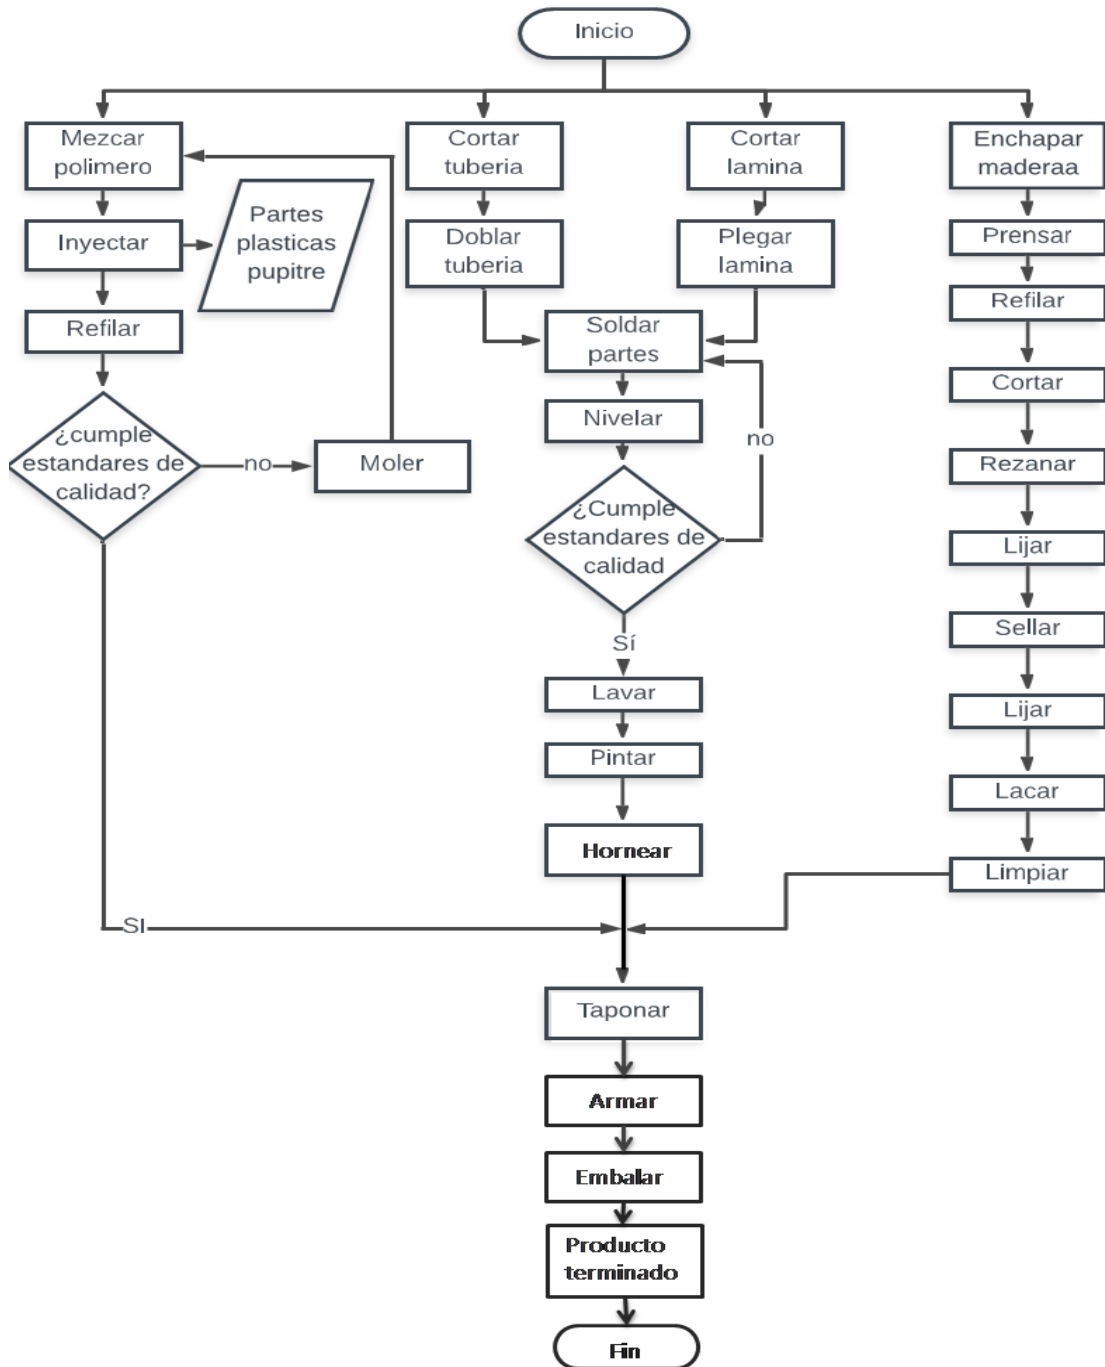 Inicio
Mezcar
polimero
Cortar
tuberia
Cortar
lamina
Enchapar
maderaa
Inyectar
Partes
plasticas
pupitre
Doblar
tuberia
Plegar
lamina
Prensar
Refilar
Refilar
Soldar
partes
Cortar
Nivelar
no
¿cumple
estandares de
calidad?
no
Moler
Rezanar
¿Cumple
estandares de
calidad
Lijar
Sí
Sellar
Lavar
Lijar
Pintar
Lacar
Hornear
Limpiar
SI
Taponar
Armar
Embalar
Producto
terminado
Fin